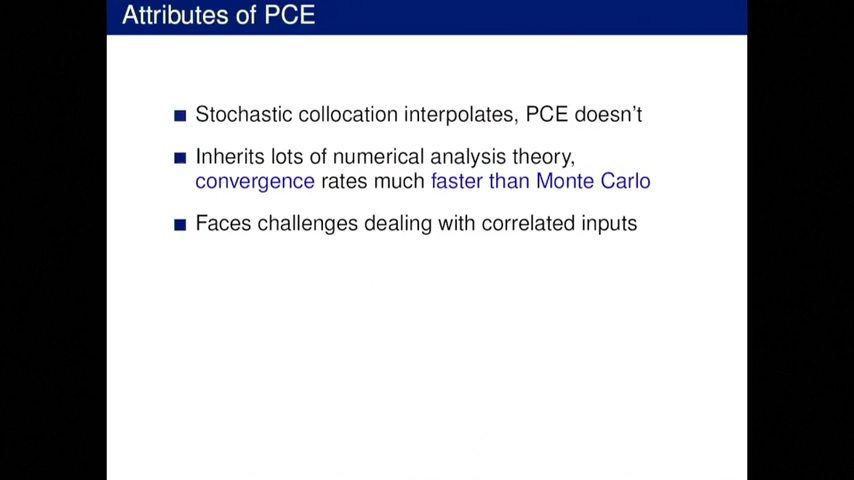 Attributes of PCE
Stochastic collocation interpolates, PCE doesn't
Inherits lots of numerical analysis theory,
convergence rates much faster than Monte Carlo
Faces challenges dealing with correlated inputs